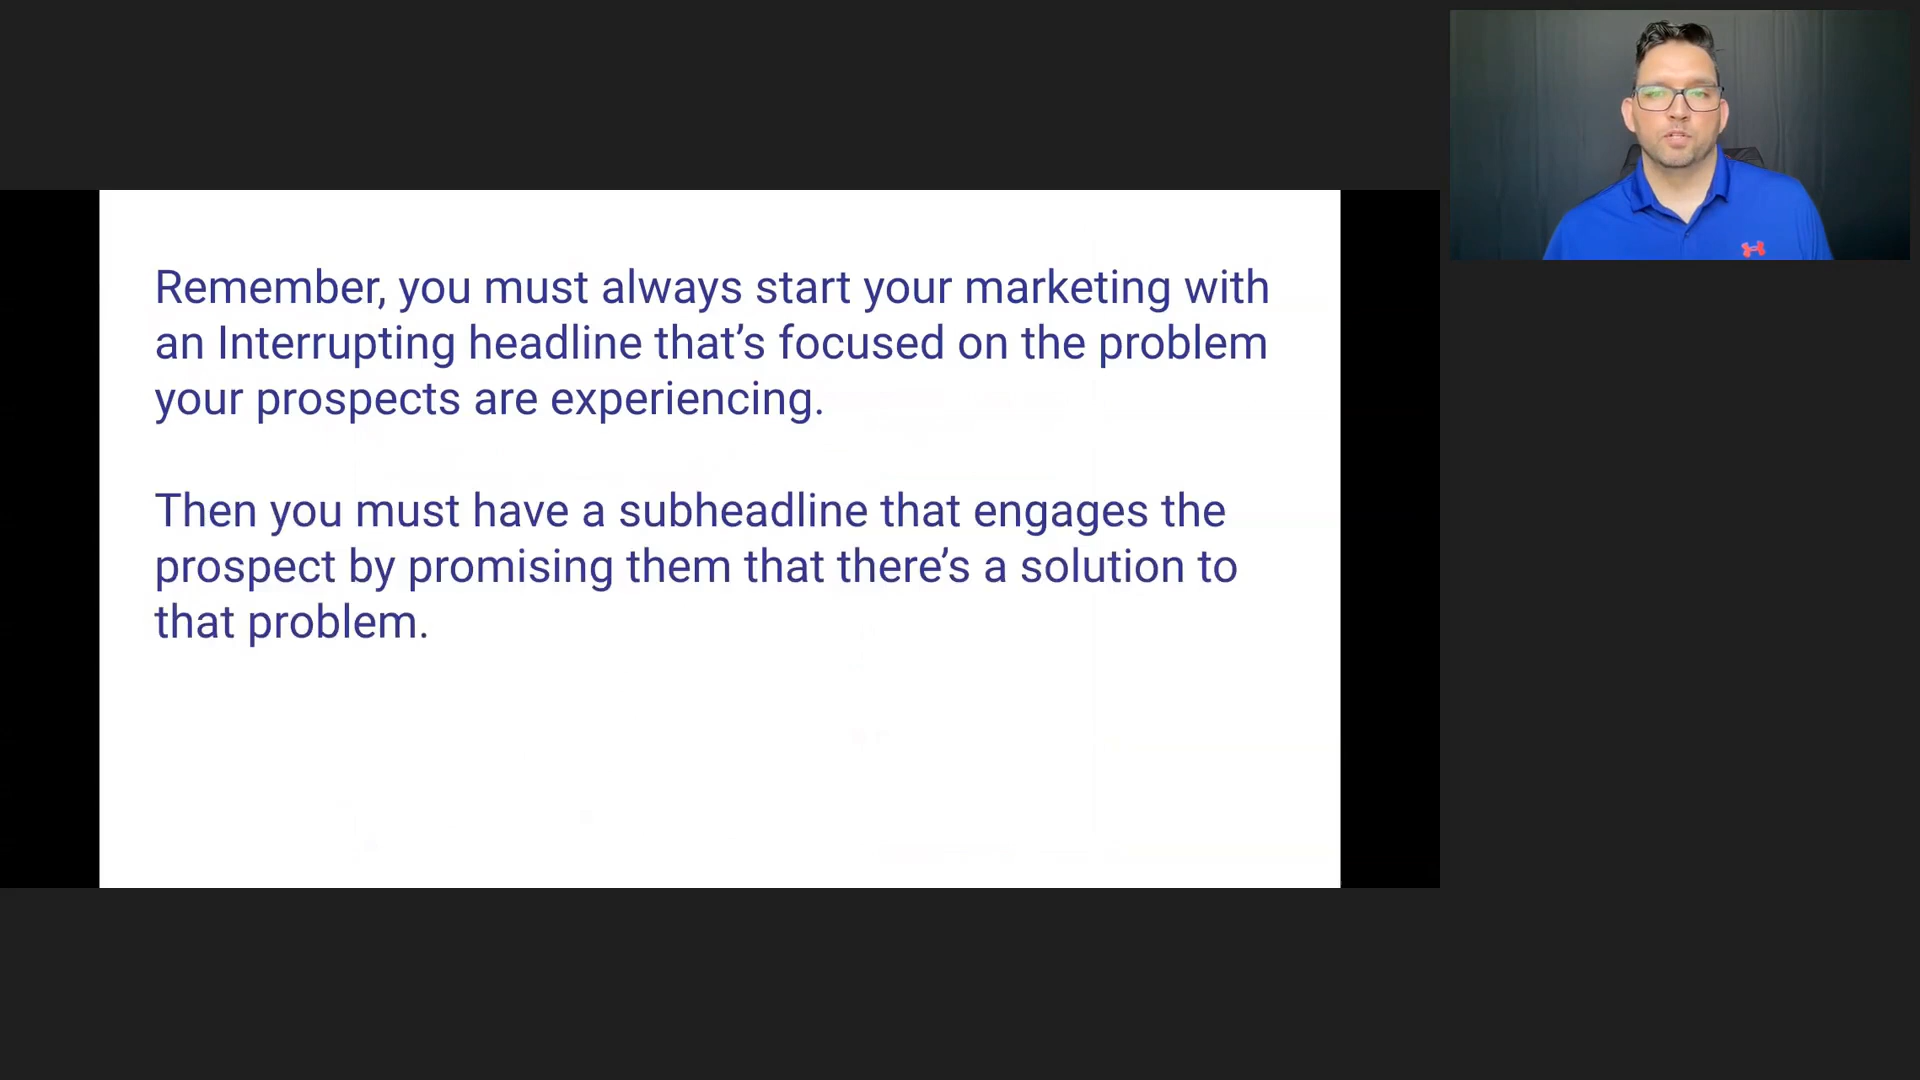 Remember, you must always start your marketing with
an Interrupting headline that’s focused on the problem
your prospects are experiencing.
Then you must have a subheadline that engages the
prospect by promising them that there’s a solution to
that problem.